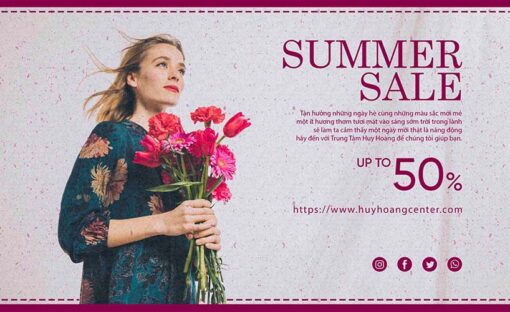 SUMMER
SALE
Tận hưởng những ngày hè cùng những màu sắc mới mẻ
một ít hương thơm tươi mát vào sáng sớm trời trong lành
sẽ làm ta cảm thấy một ngày mới thật là năng động
hãy đến với Trung Tâm Huy Hoàng để chúng tôi giúp bạn.
UP TO 50%
https://www.huyhoangcenter.com